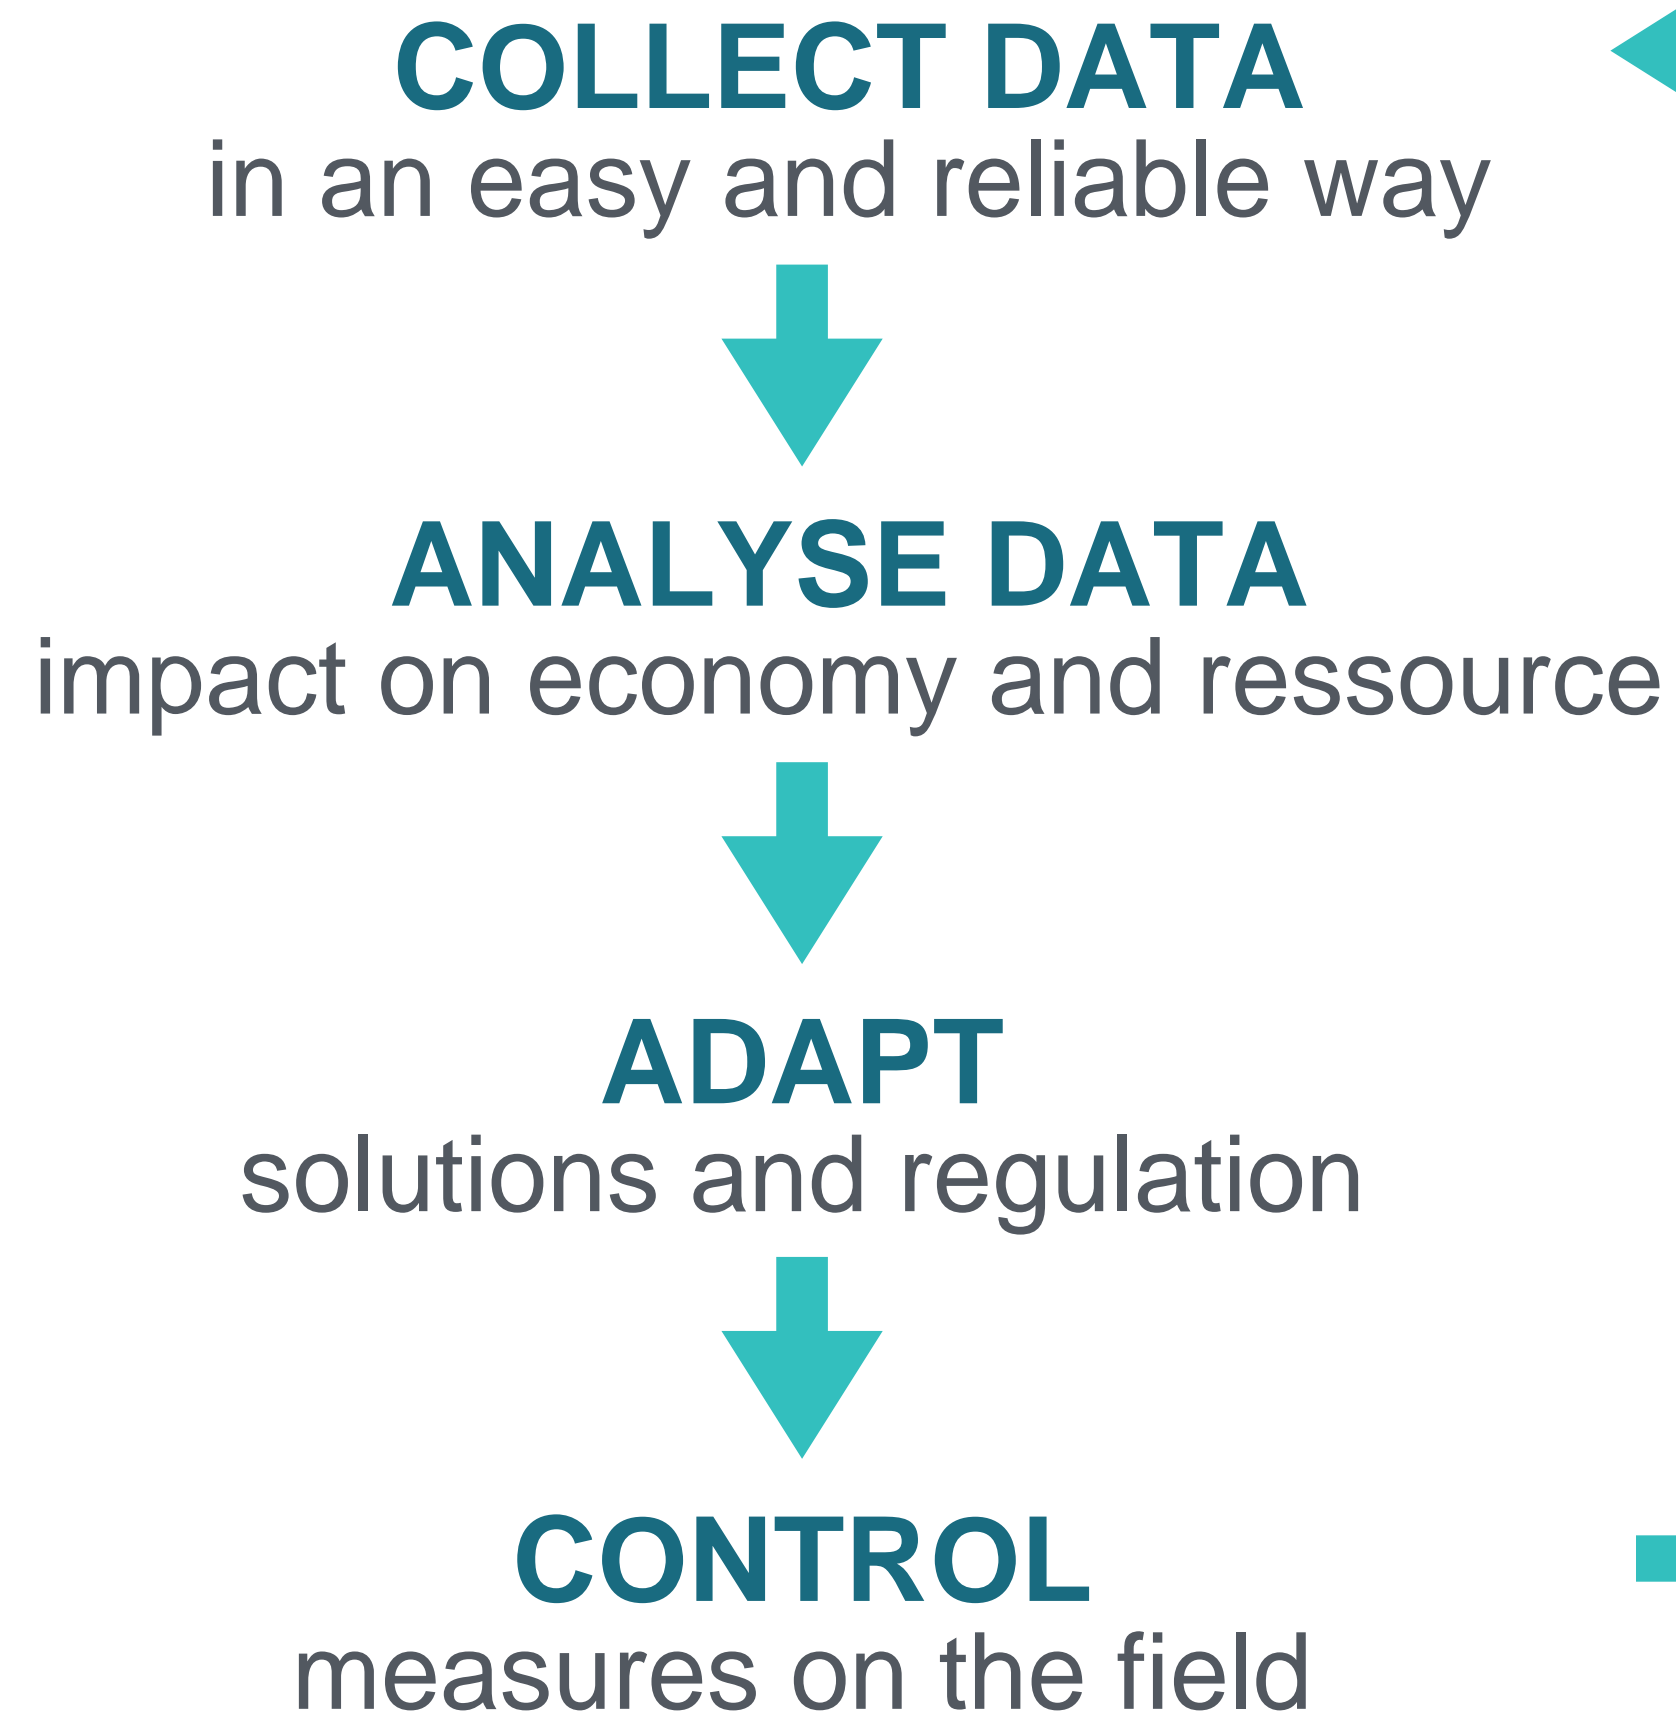 COLLECT DATA
in an easy and reliable way
ANALYSE DATA
impact on economy and ressource
ADAPT
solutions and regulation
CONTROL
measures on the field